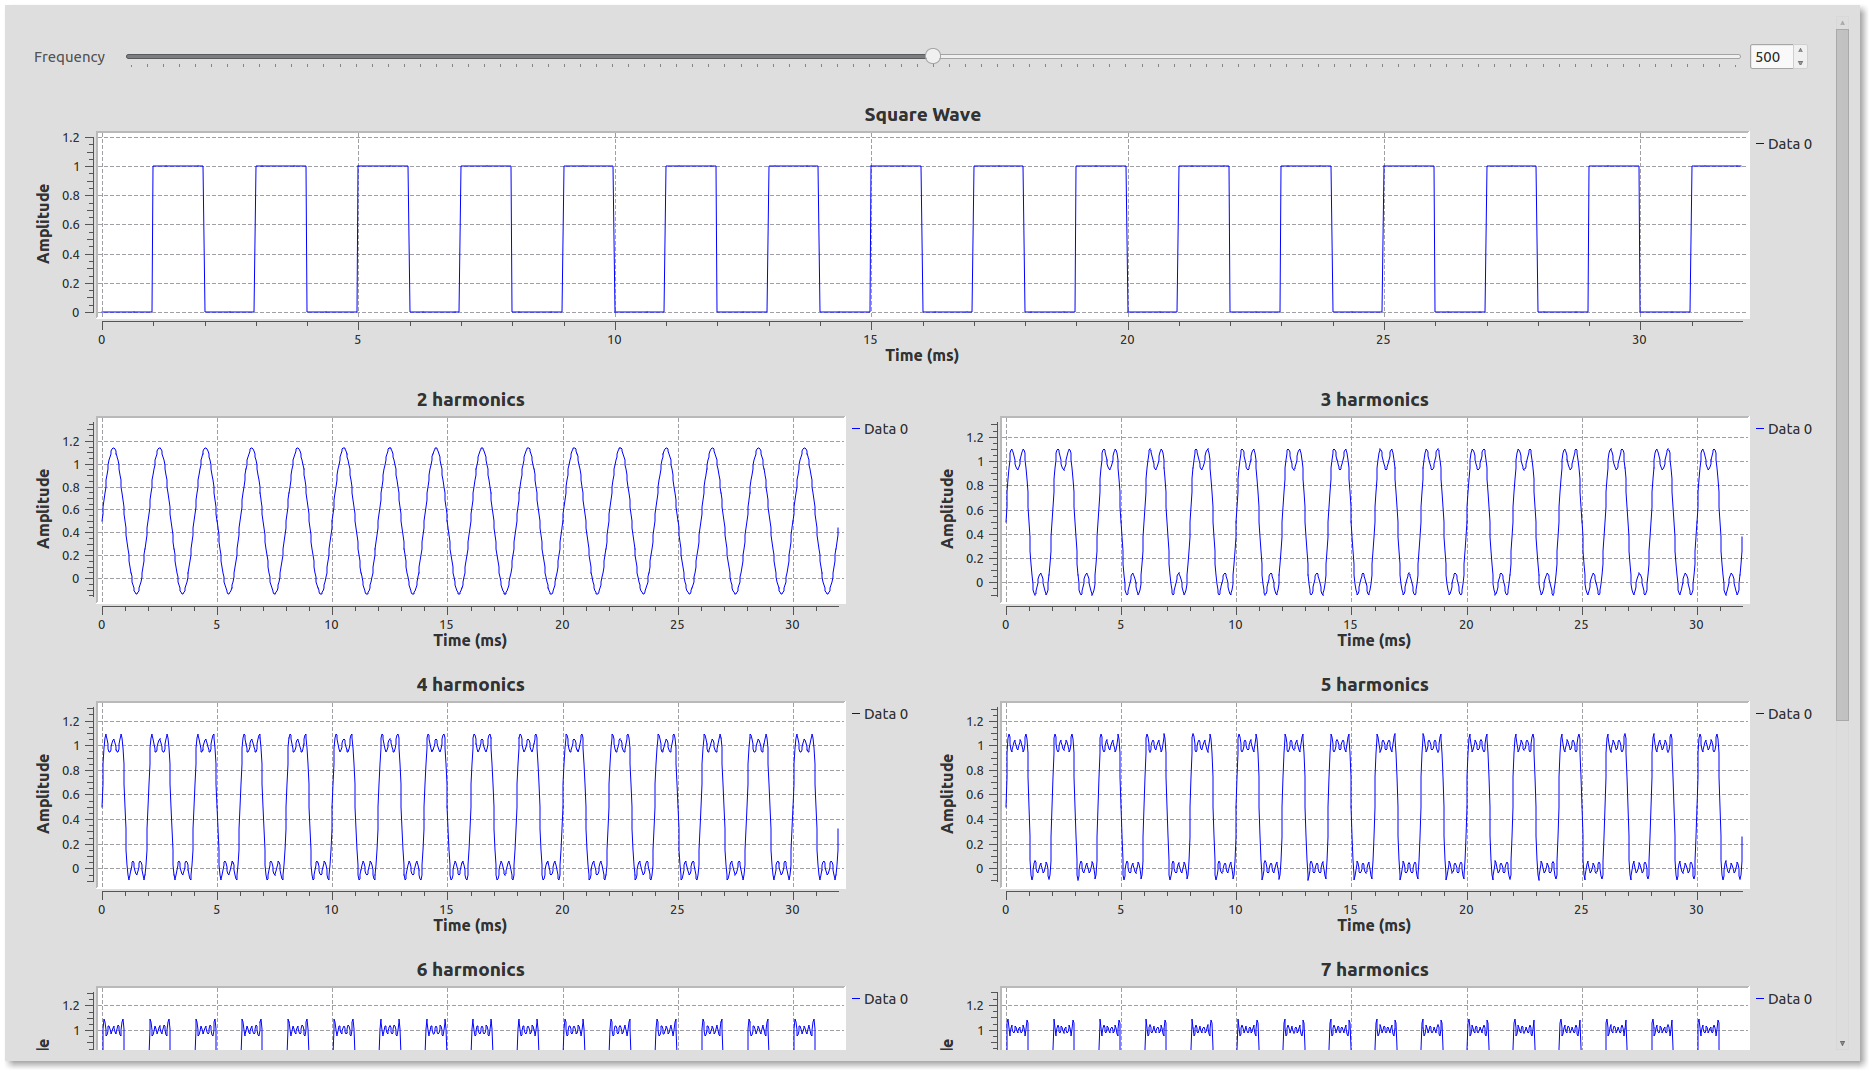 Frequency 500
Square Wave
1.2
1
0.8
0.6
0.4
0.2
0
Amplitude
Data 0
0 5 10 15 20 25 30
Time (ms)
2 harmonics
1.2
1
0.8
0.6
0.4
0.2
0
Amplitude
Data 0
0 5 10 15 20 25 30
Time (ms)
3 harmonics
1.2
1
0.8
0.6
0.4
0.2
0
Amplitude
Data 0
0 5 10 15 20 25 30
Time (ms)
4 harmonics
1.2
1
0.8
0.6
0.4
0.2
0
Amplitude
Data 0
0 5 10 15 20 25 30
Time (ms)
5 harmonics
1.2
1
0.8
0.6
0.4
0.2
0
Amplitude
Data 0
0 5 10 15 20 25 30
Time (ms)
6 harmonics
1.2
1
le
Data 0
7 harmonics
1.2
1
le
Data 0